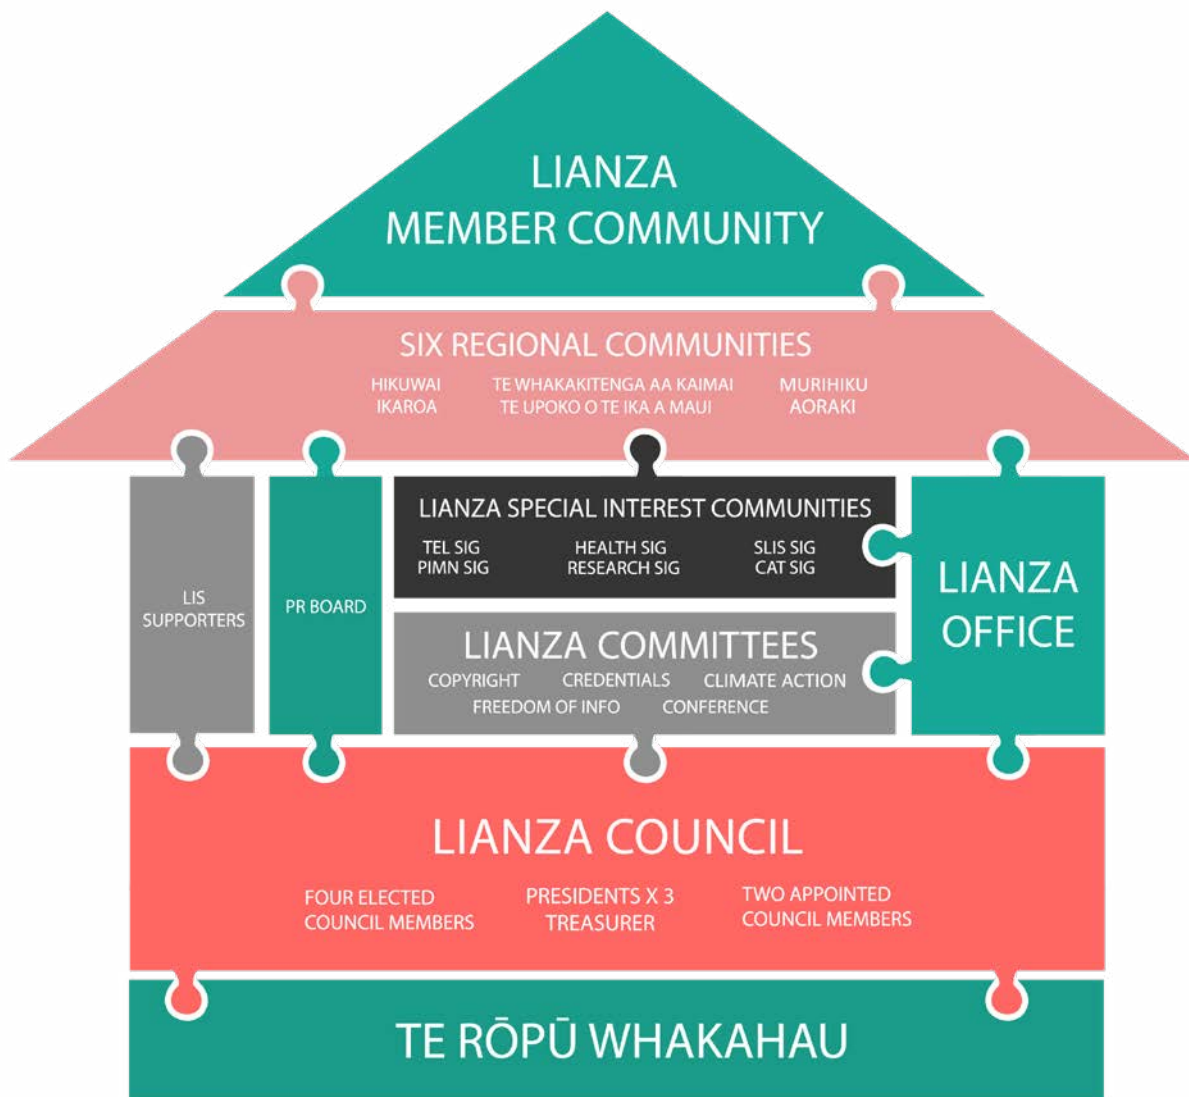 LIANZA
MEMBER COMMUNITY
SIX REGIONAL COMMUNITIES
HIKUWAI TE WHAKAKITENGA AA KAIMAI MURIHIKU
IKAROA TE UPOKO O TE IKA A MAUI AORAKI
LIS
SUPPORTERS
PR BOARD
LIANZA SPECIAL INTEREST COMMUNITIES
TEL SIG HEALTH SIG SLIS SIG
PIMN SIG RESEARCH SIG CAT SIG
LIANZA COMMITTEES
COPYRIGHT CREDENTIALS CLIMATE ACTION
FREEDOM OF INFO CONFERENCE
LIANZA
OFFICE
LIANZA COUNCIL
FOUR ELECTED
COUNCIL MEMBERS
PRESIDENTS X 3
TREASURER
TWO APPOINTED
COUNCIL MEMBERS
TE RŌPŪ WHAKAHAU